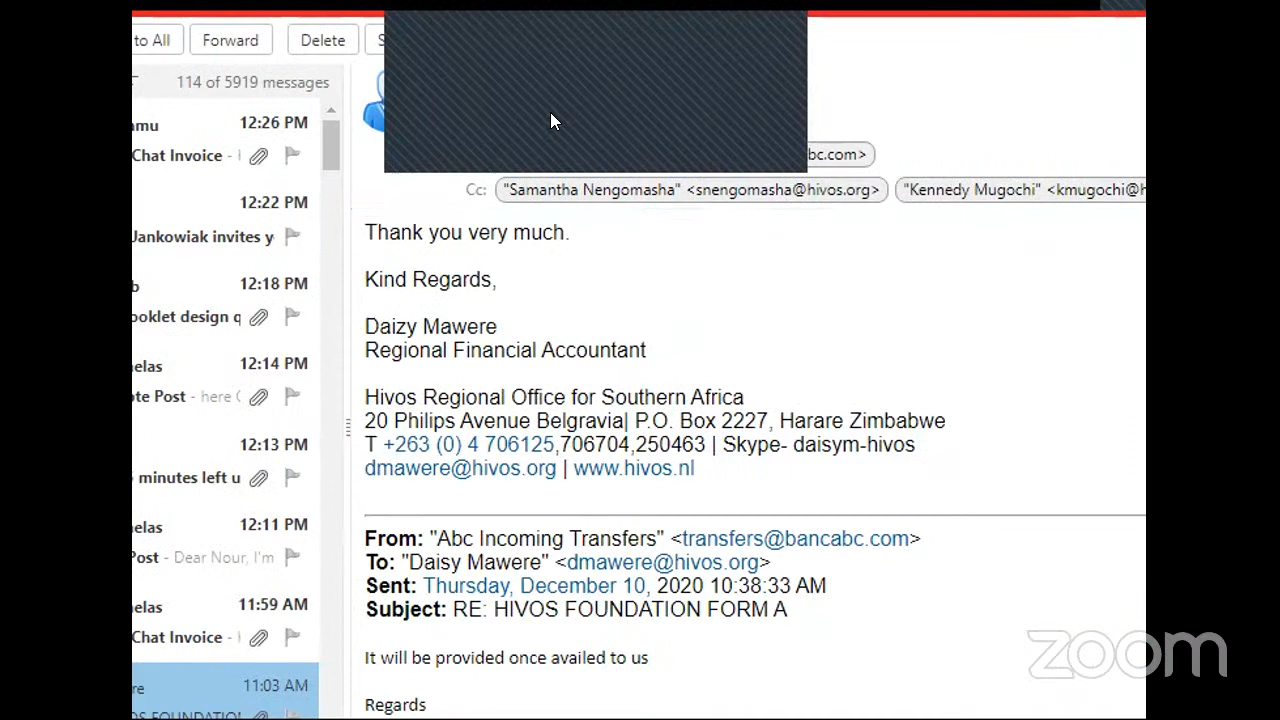 to All Forward Delete S
114 of 5919 messages
mu 12:26 PM
Chat Invoice -
12:22 PM
Jankowiak invites y
b 12:18 PM
ooklet design q
elas 12:14 PM
te Post - here
12:13 PM
minutes left u
elas 12:11 PM
Post - Dear Nour, I'm
elas 11:59 AM
Chat Invoice -
re 11:03 AM
OS FOUNDATION
bc.com>
Cc: "Samantha Nengomasha" <snengomasha@hivos.org> "Kennedy Mugochi" <kmugochi@h
Thank you very much.
Kind Regards,
Daizy Mawere
Regional Financial Accountant
Hivos Regional Office for Southern Africa
20 Philips Avenue Belgravia| P.O. Box 2227, Harare Zimbabwe
T +263 (0) 4 706125,706704,250463 | Skype- daisym-hivos
dmawere@hivos.org | www.hivos.nl
From: "Abc Incoming Transfers" <transfers@bancabc.com>
To: "Daisy Mawere" <dmawere@hivos.org>
Sent: Thursday, December 10, 2020 10:38:33 AM
Subject: RE: HIVOS FOUNDATION FORM A
It will be provided once availed to us
Regards
zoom